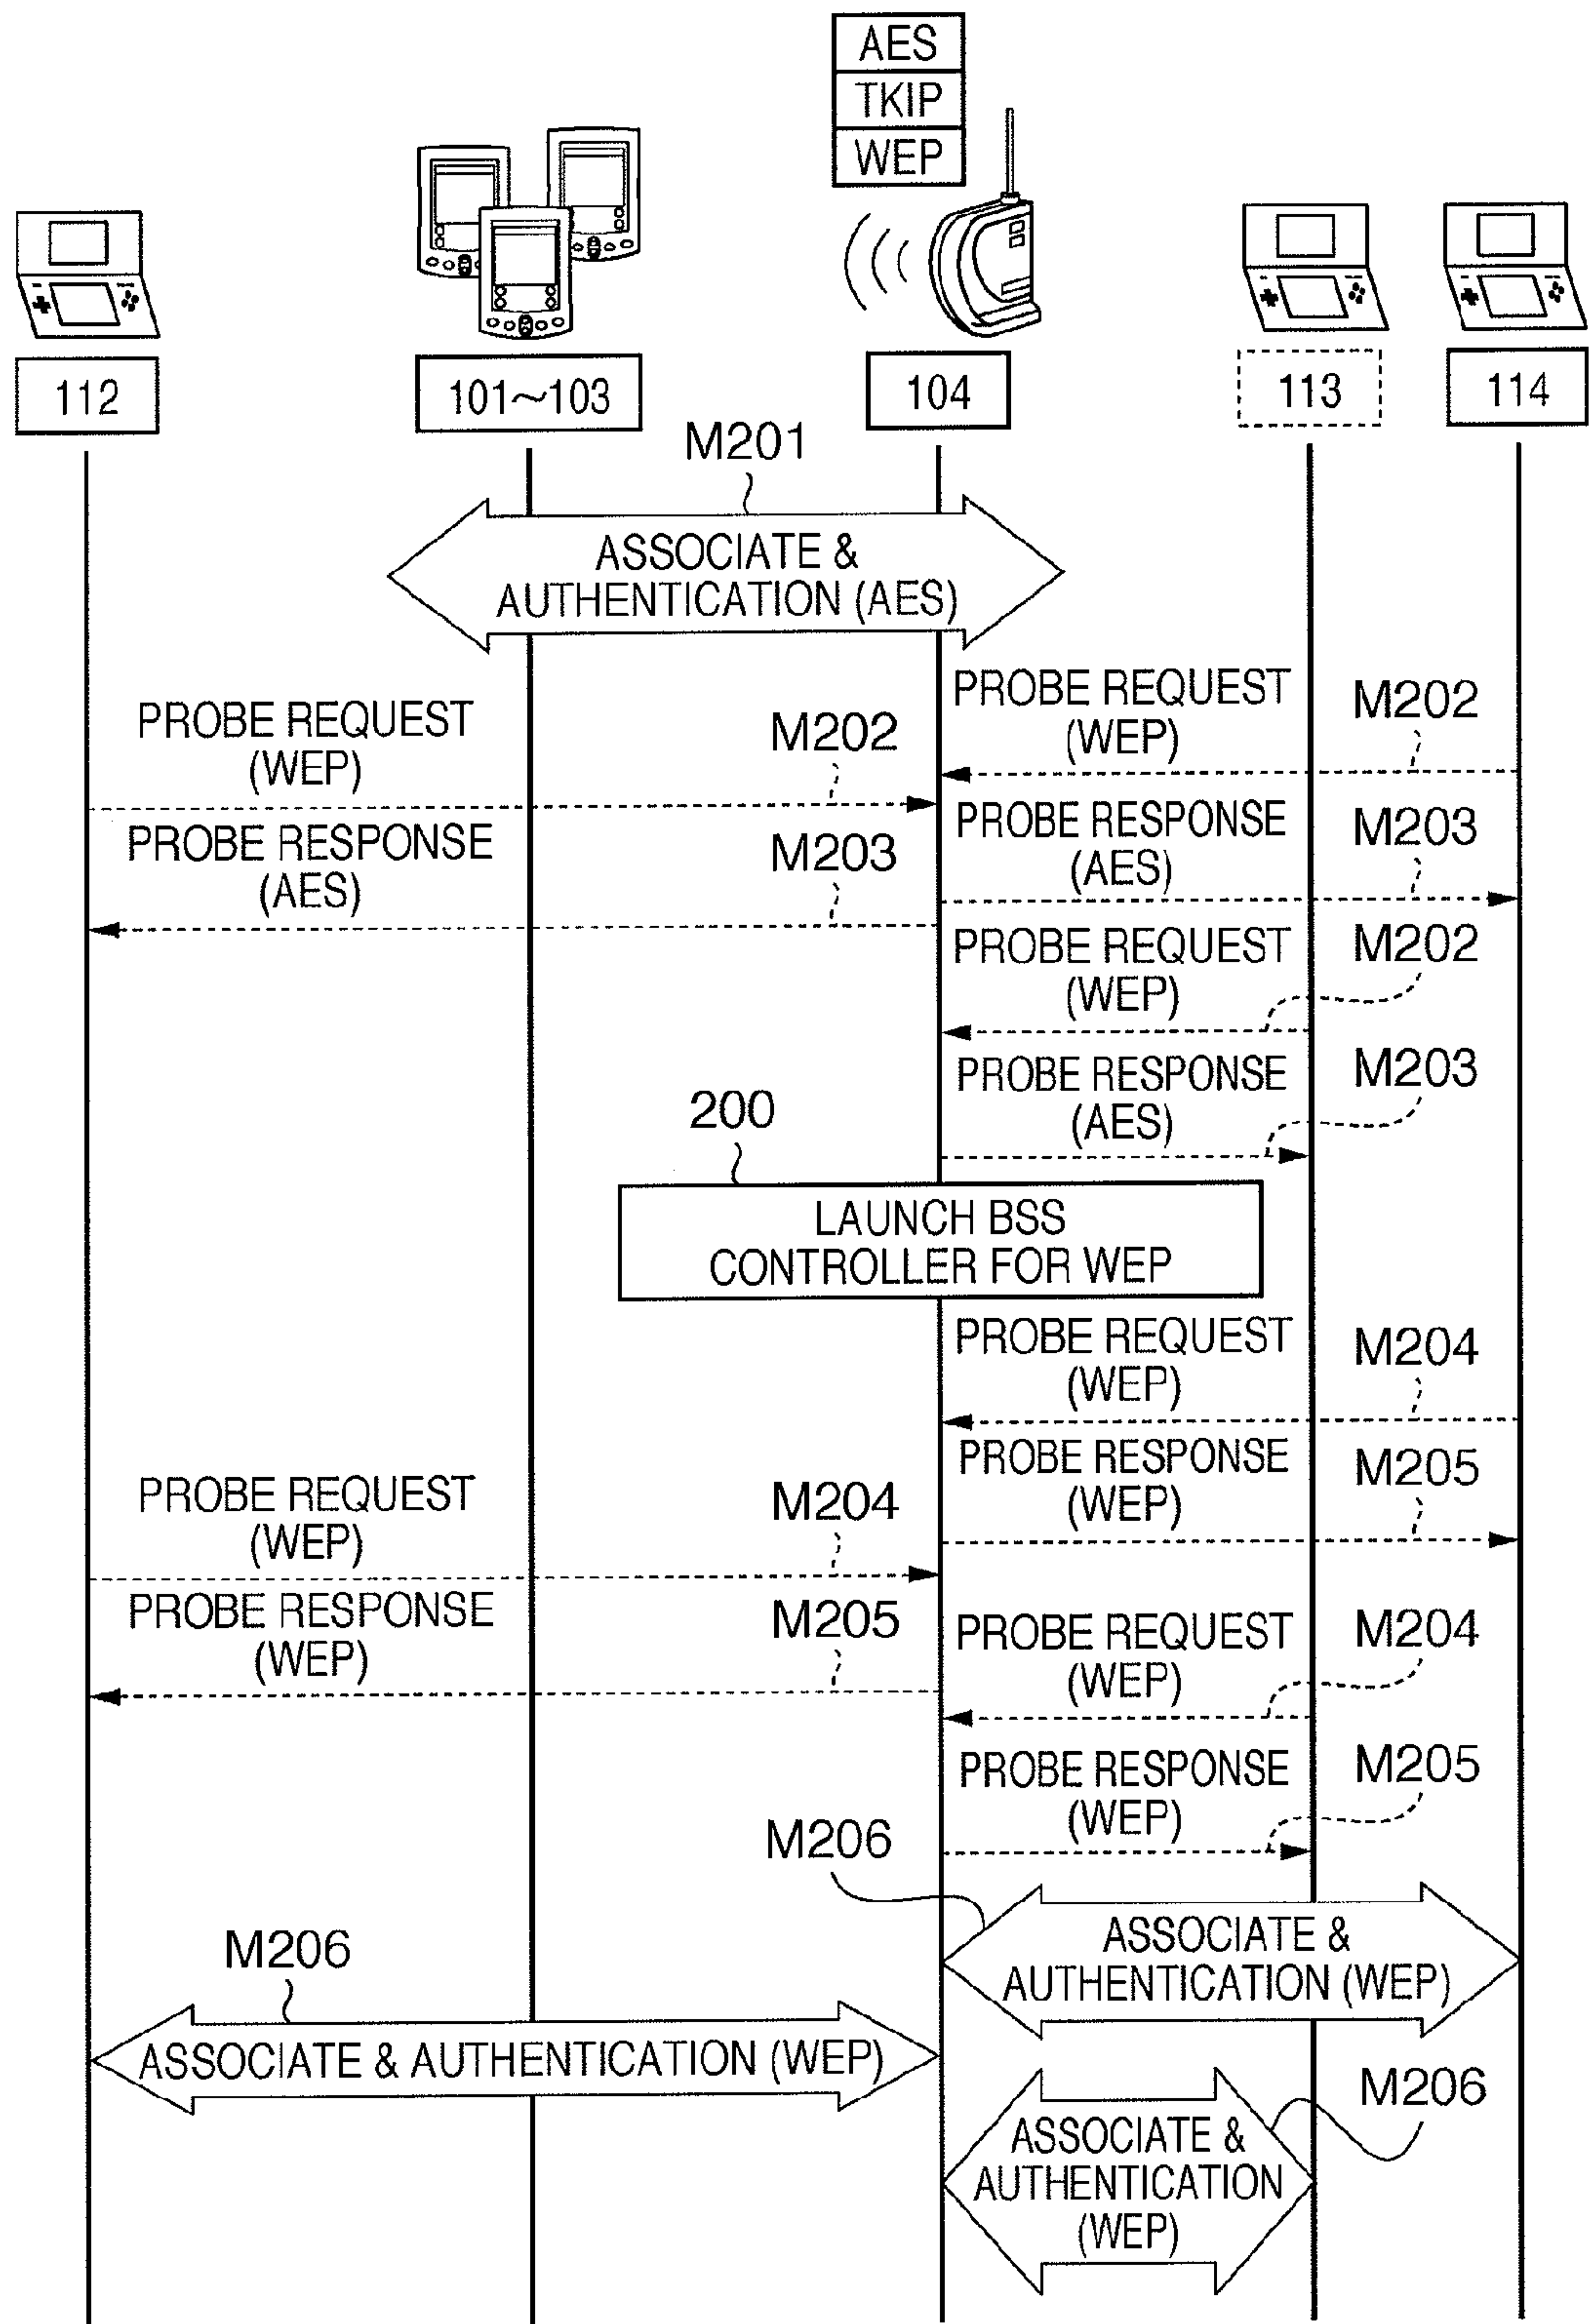 AES
TKIP
WEP
112
101~103
104
113
114
M201
ASSOCIATE &
AUTHENTICATION (AES)
PROBE REQUEST
(WEP)
M202
PROBE REQUEST
(WEP)
M202
PROBE RESPONSE
(AES)
M203
PROBE RESPONSE
(AES)
M203
PROBE REQUEST
(WEP)
M202
PROBE RESPONSE
(AES)
M203
200
LAUNCH BSS
CONTROLLER FOR WEP
PROBE REQUEST
(WEP)
M204
PROBE RESPONSE
(WEP)
M205
PROBE REQUEST
(WEP)
M204
PROBE RESPONSE
(WEP)
M205
PROBE REQUEST
(WEP)
M204
PROBE RESPONSE
(WEP)
M205
M206
ASSOCIATE &
AUTHENTICATION (WEP)
M206
ASSOCIATE & AUTHENTICATION (WEP)
M206
ASSOCIATE &
AUTHENTICATION
(WEP)